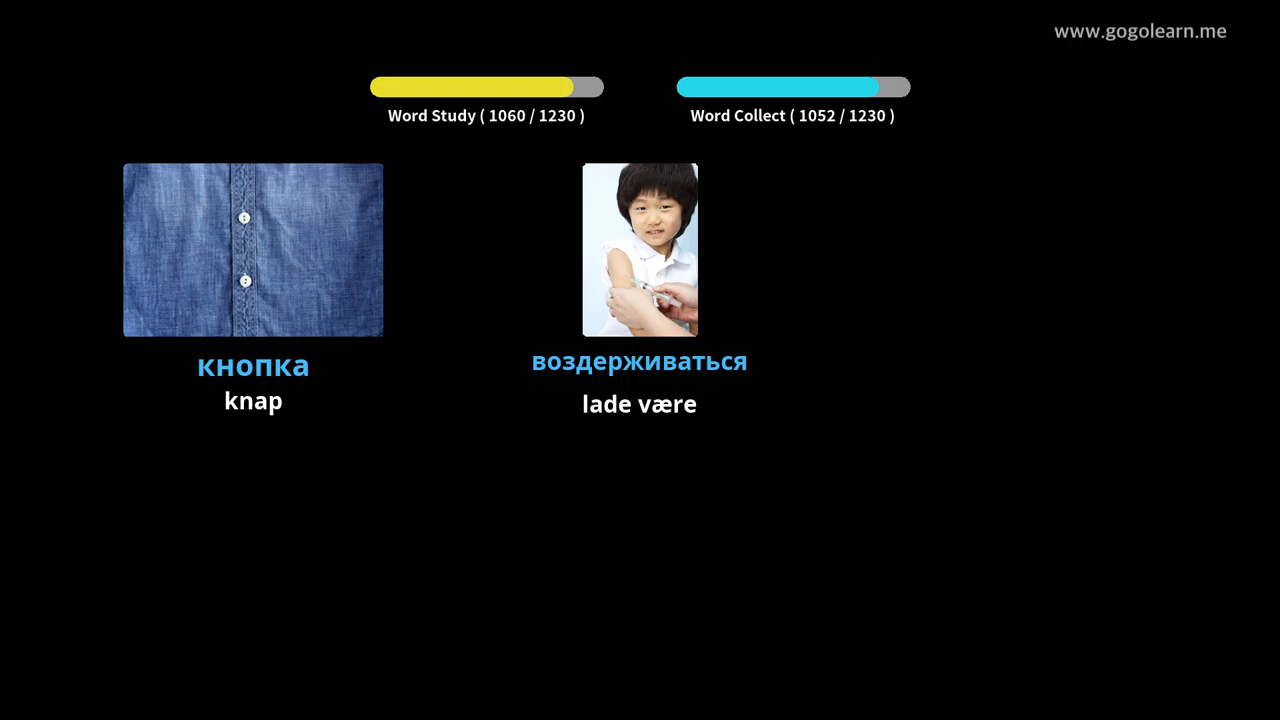 www.gogolearn.me
Word Study ( 1060 / 1230 )
Word Collect ( 1052 / 1230 )
кнопка
knap
воздерживаться
lade være